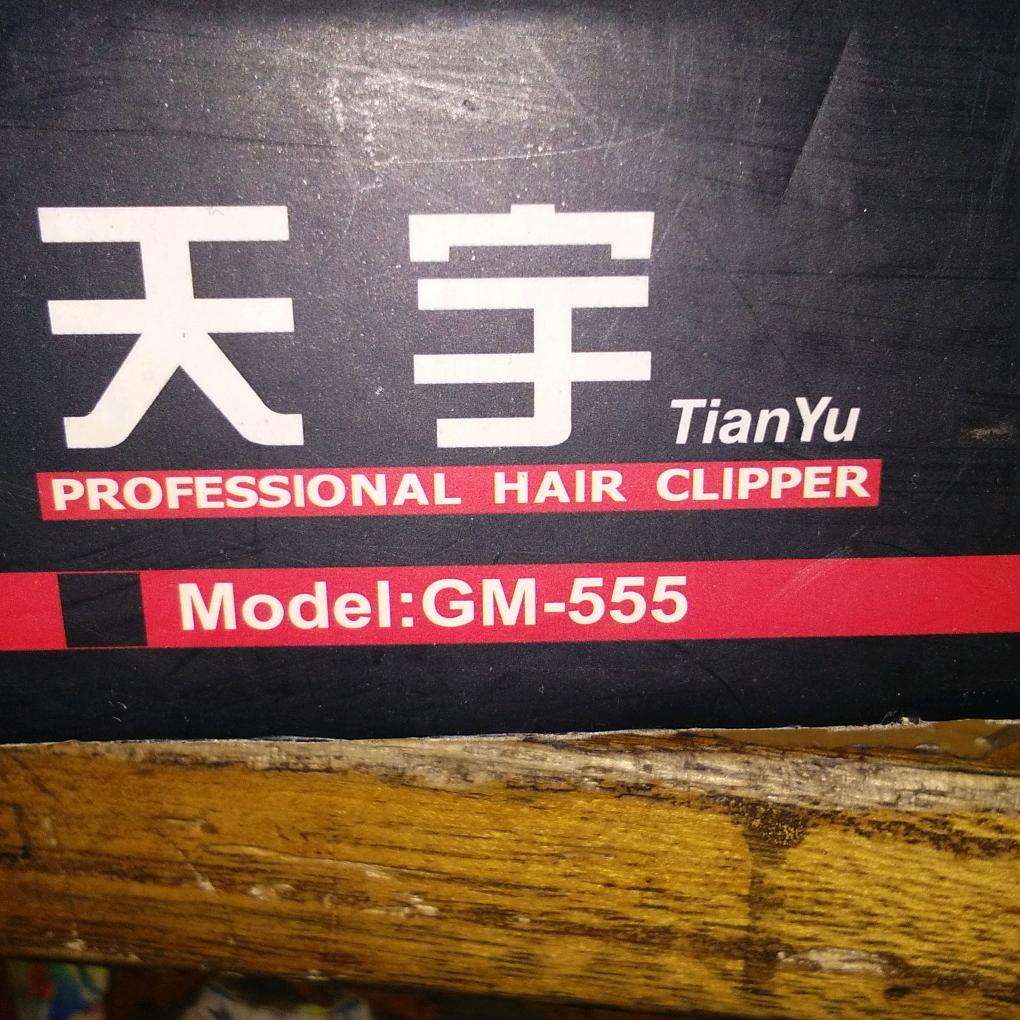 天宇 TianYu
PROFESSIONAL HAIR CLIPPER
Model:GM-555